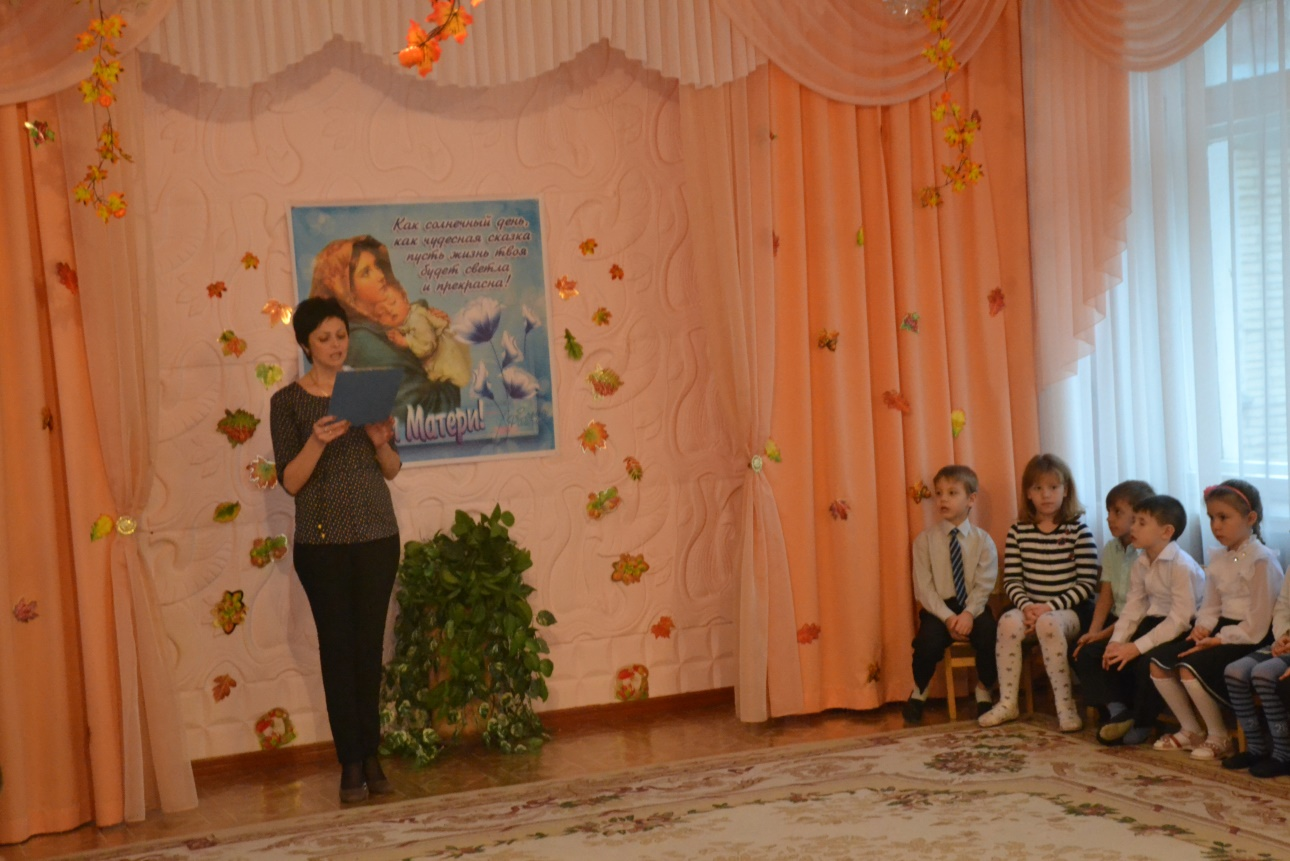 Как солнечный день,
как чудесная сказка
пусть жизнь твоя
будет светла
и прекрасна!
Матери!